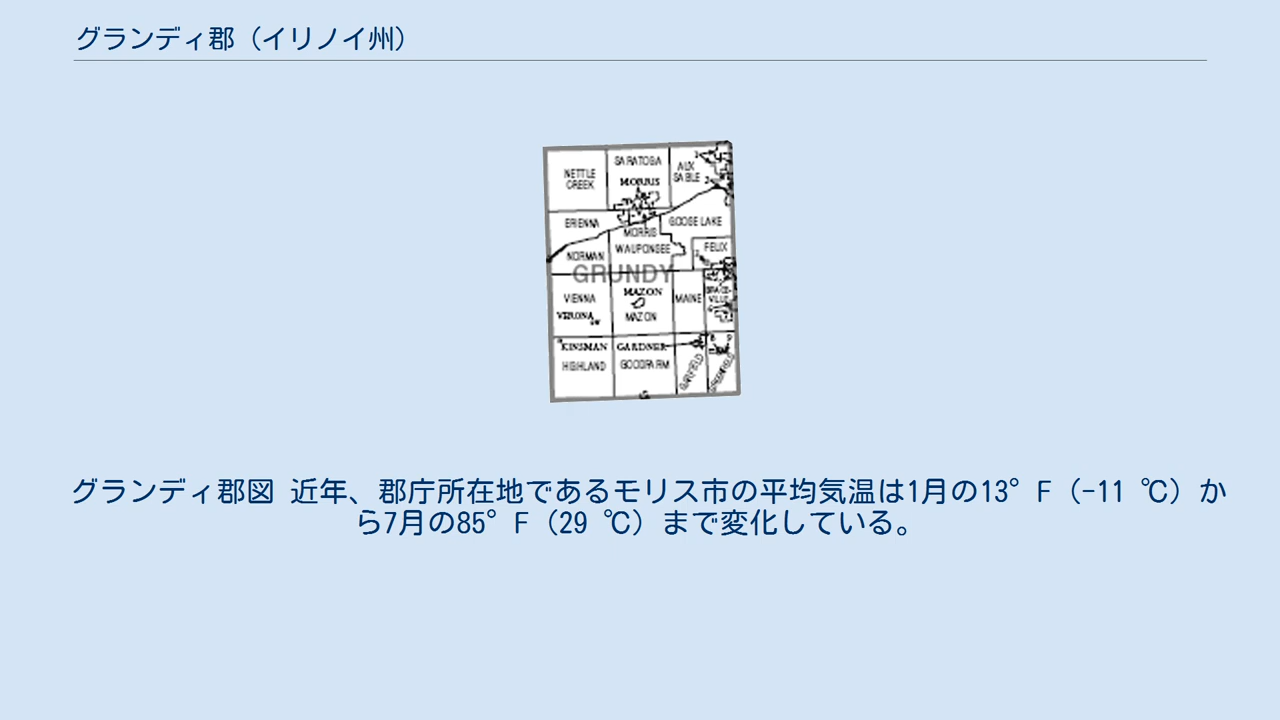 グランディ郡（イリノイ州）
NETTLE
CREEK
SARATOGA
MORRIS
AUX
SABLE
ERIENNA
MORRIS
GOOSE LAKE
NORMAN
WAUPONSEE
FELIX
GRUNDY
VIENNA
VERONA
MAZON
MAZON
MAINE
BRACE-
VILLE
KINSMAN
HIGHLAND
GARDNER
GOODFARM
GARFIELD
GREENFIELD
グランディ郡図 近年、郡庁所在地であるモリス市の平均気温は1月の13°F（-11 ℃）か
ら7月の85°F（29 ℃）まで変化している。